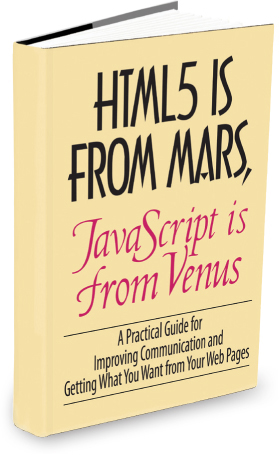 HTML5 IS
FROM MARS,
JavaScript is
from Venus
A Practical Guide for
Improving Communication and
Getting What You Want from Your Web Pages